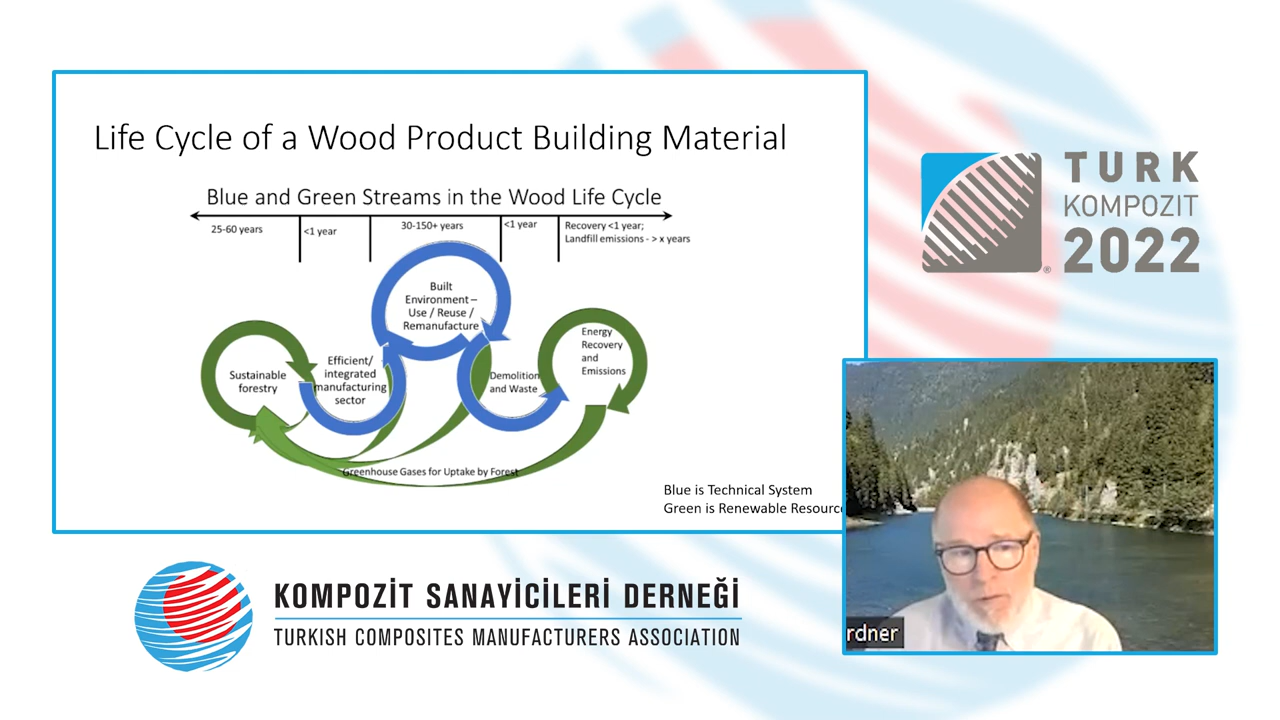 Life Cycle of a Wood Product Building Material
Blue and Green Streams in the Wood Life Cycle
25-60 years
<1 year
30-150+ years
<1 year
Recovery <1 year;
Landfill emissions - > x years
Built
Environment –
Use / Reuse /
Remanufacture
Sustainable
forestry
Efficient/
integrated
manufacturing
sector
Demolition
and Waste
Energy
Recovery
and
Emissions
Greenhouse Gases for Uptake by Forest
Blue is Technical System
Green is Renewable Resourc
TURK
KOMPOZIT
2022
®
rdner
KOMPOZİT SANAYİCİLERİ DERNEĞİ
TURKISH COMPOSITES MANUFACTURERS ASSOCIATION